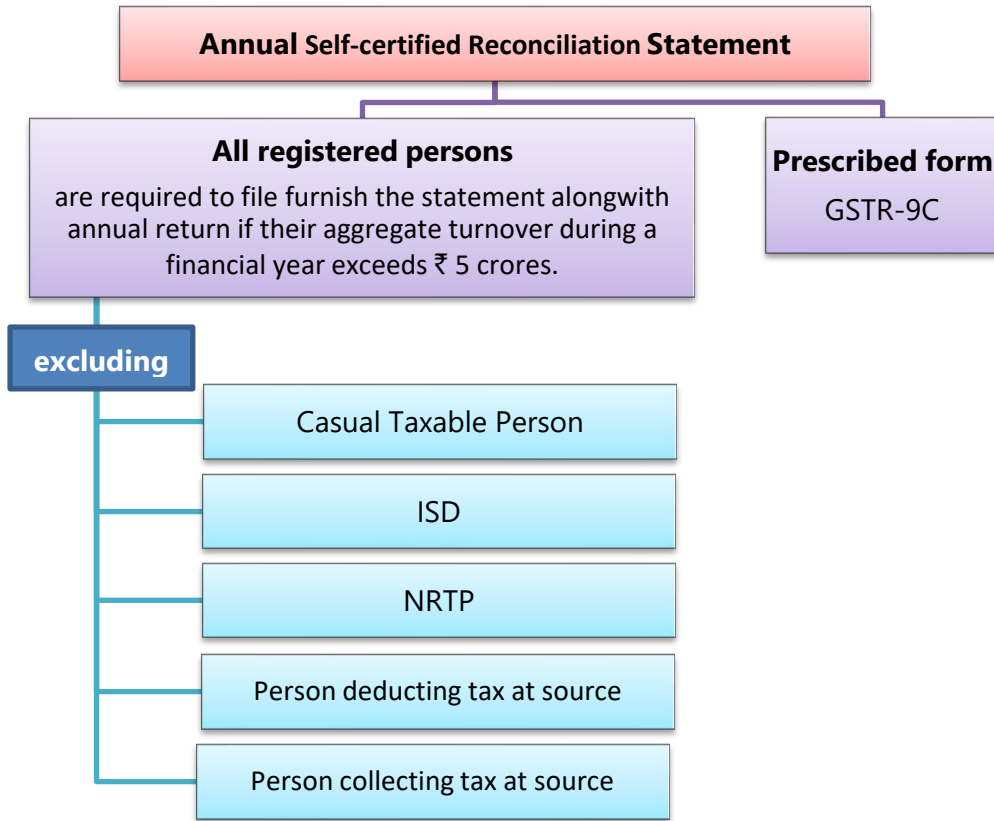 Annual Self-certified Reconciliation Statement
All registered persons
are required to file furnish the statement alongwith
annual return if their aggregate turnover during a
financial year exceeds ₹ 5 crores.
Prescribed form
GSTR-9C
excluding
Casual Taxable Person
ISD
NRTP
Person deducting tax at source
Person collecting tax at source